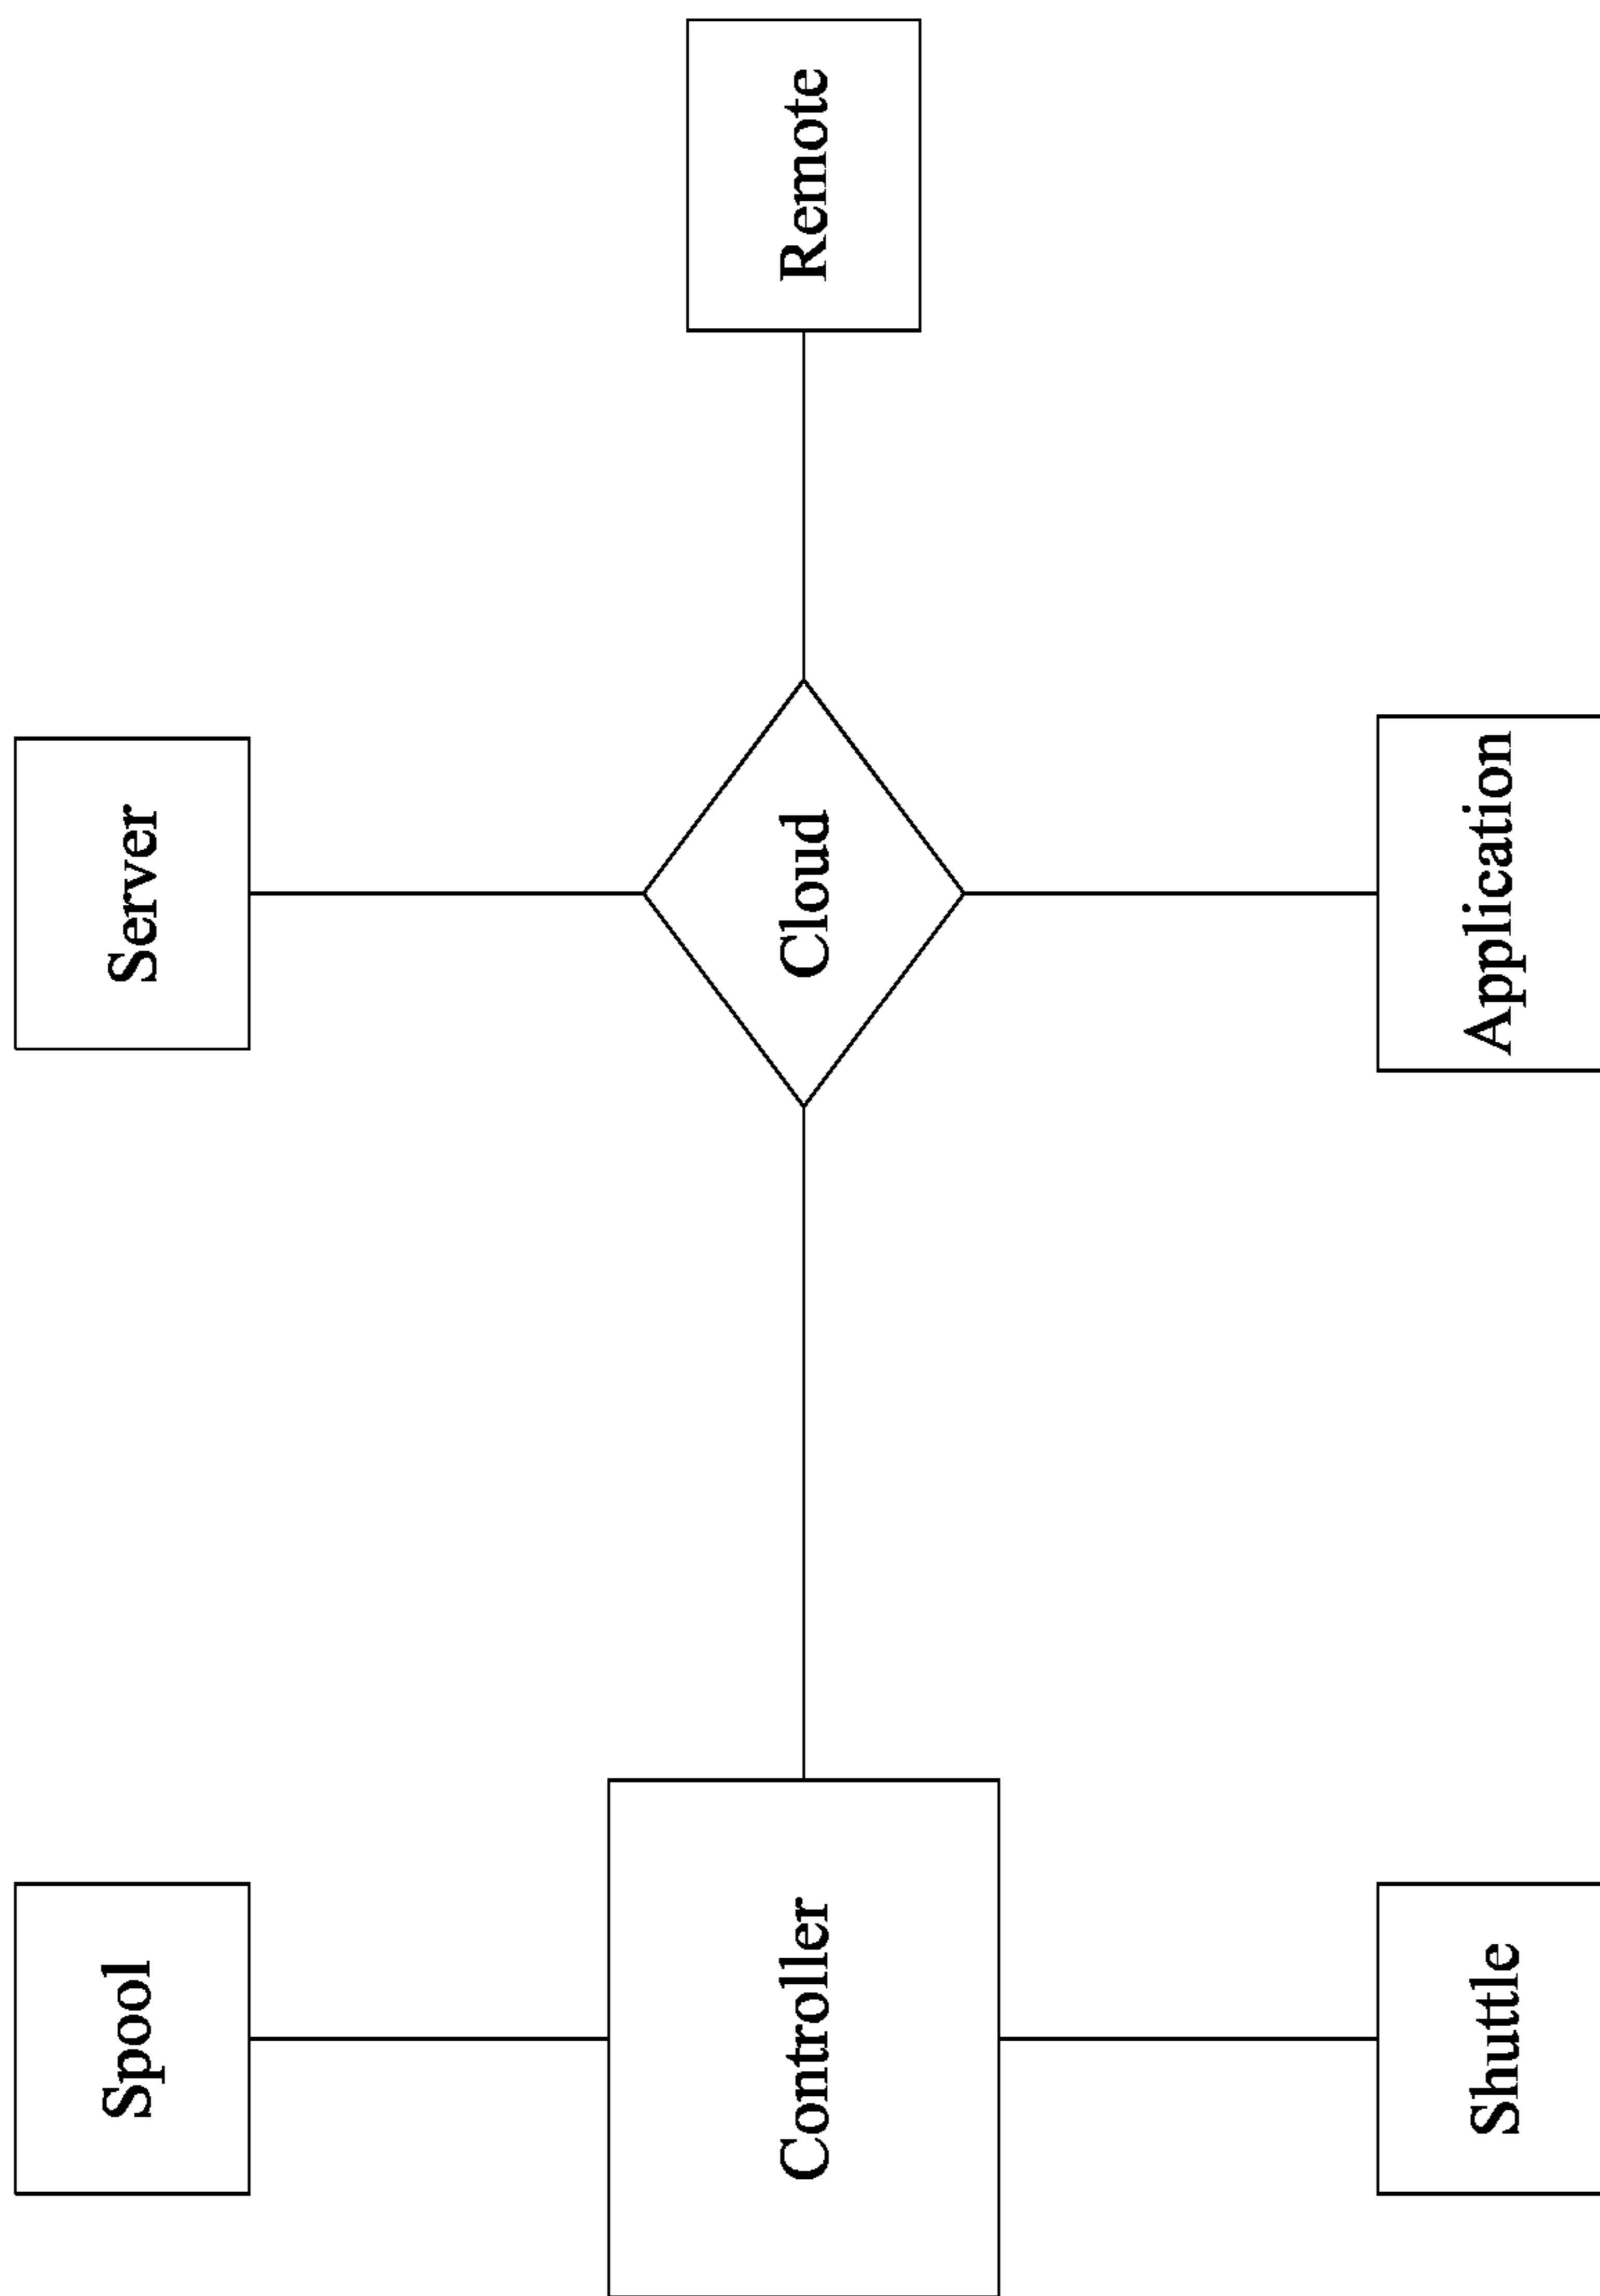 Spool
Server
Controller
Cloud
Remote
Shuttle
Application